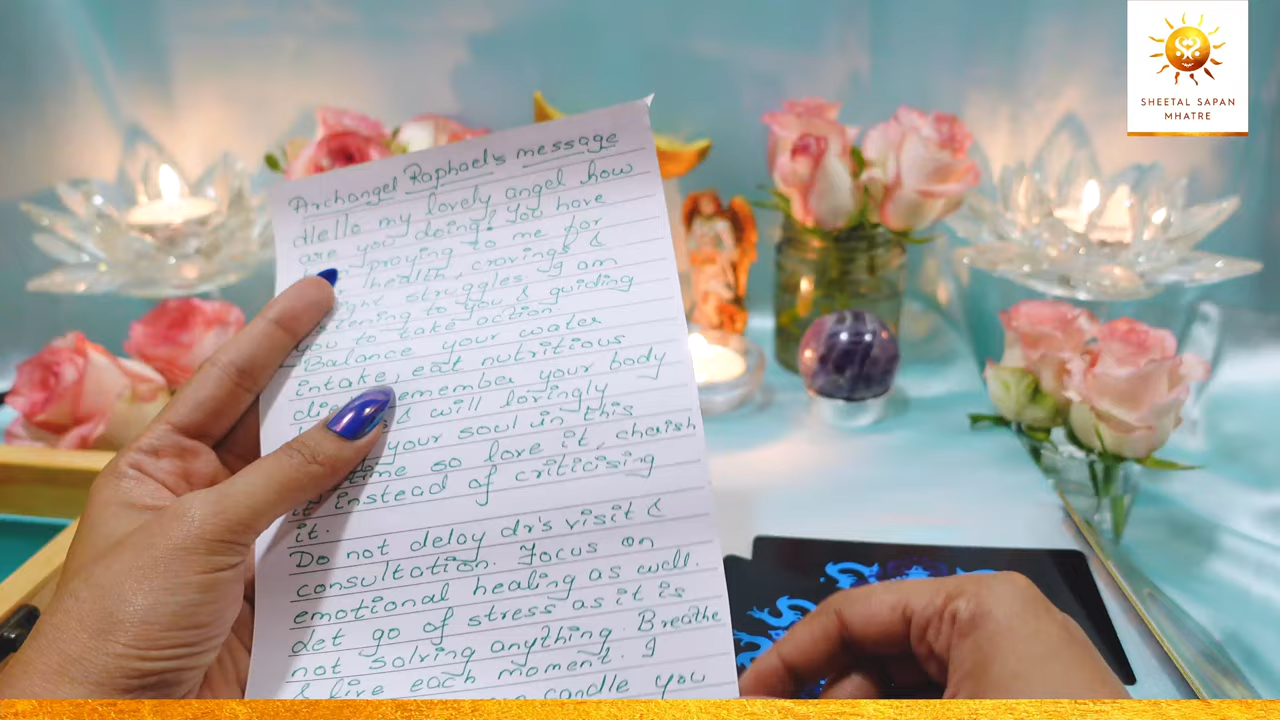 Archangel Raphael's message
Hello my lovely angel how
are you doing? You have
praying to me for
health, cravings &
struggles. I am
to you & guiding
you to take action
Balance your water
intake, eat nutritious
remember your body
& will lovingly
your soul in this
time so love it, cherish
it instead of criticising
it.
Do not delay dr's visit &
consultation. Focus on
emotional healing as well.
Let go of stress as it is
not solving anything. Breathe
& live each moment. I
candle you
SHEETAL SAPAN
MHATRE